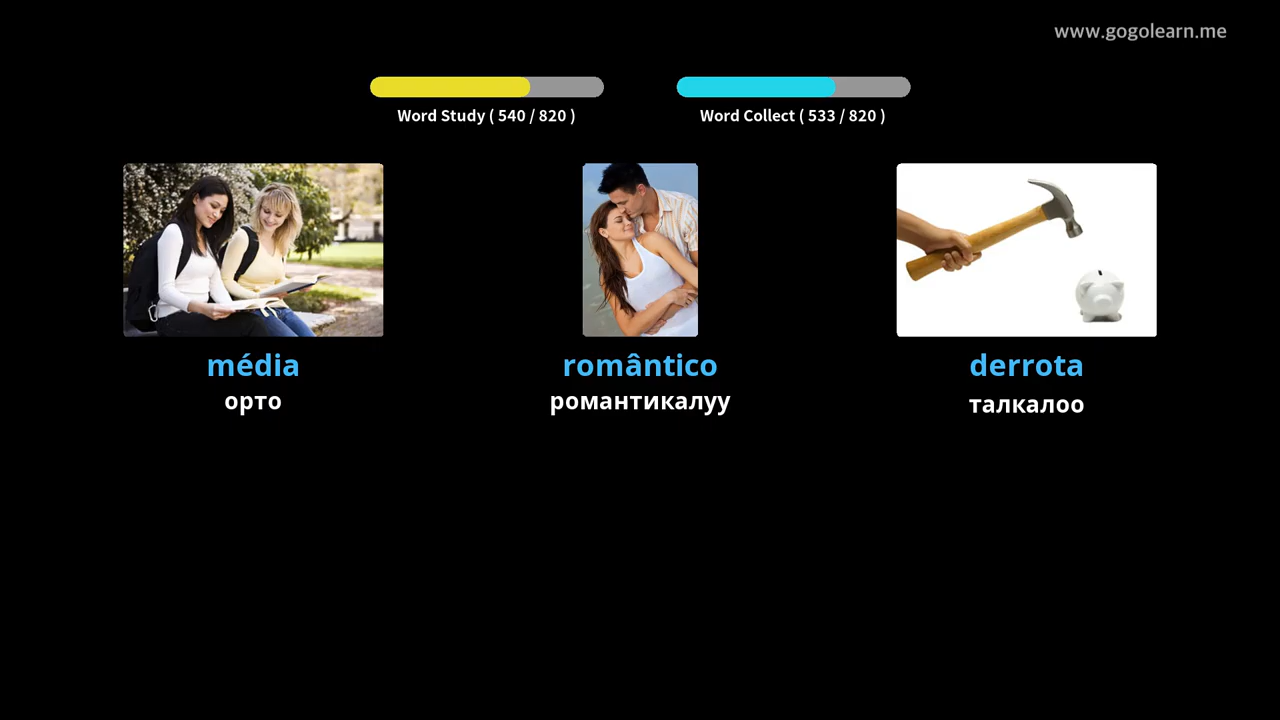 www.gogolearn.me
Word Study ( 540 / 820 )
Word Collect ( 533 / 820 )
média
romântico
derrota
орто
романтикалуу
талкалоо